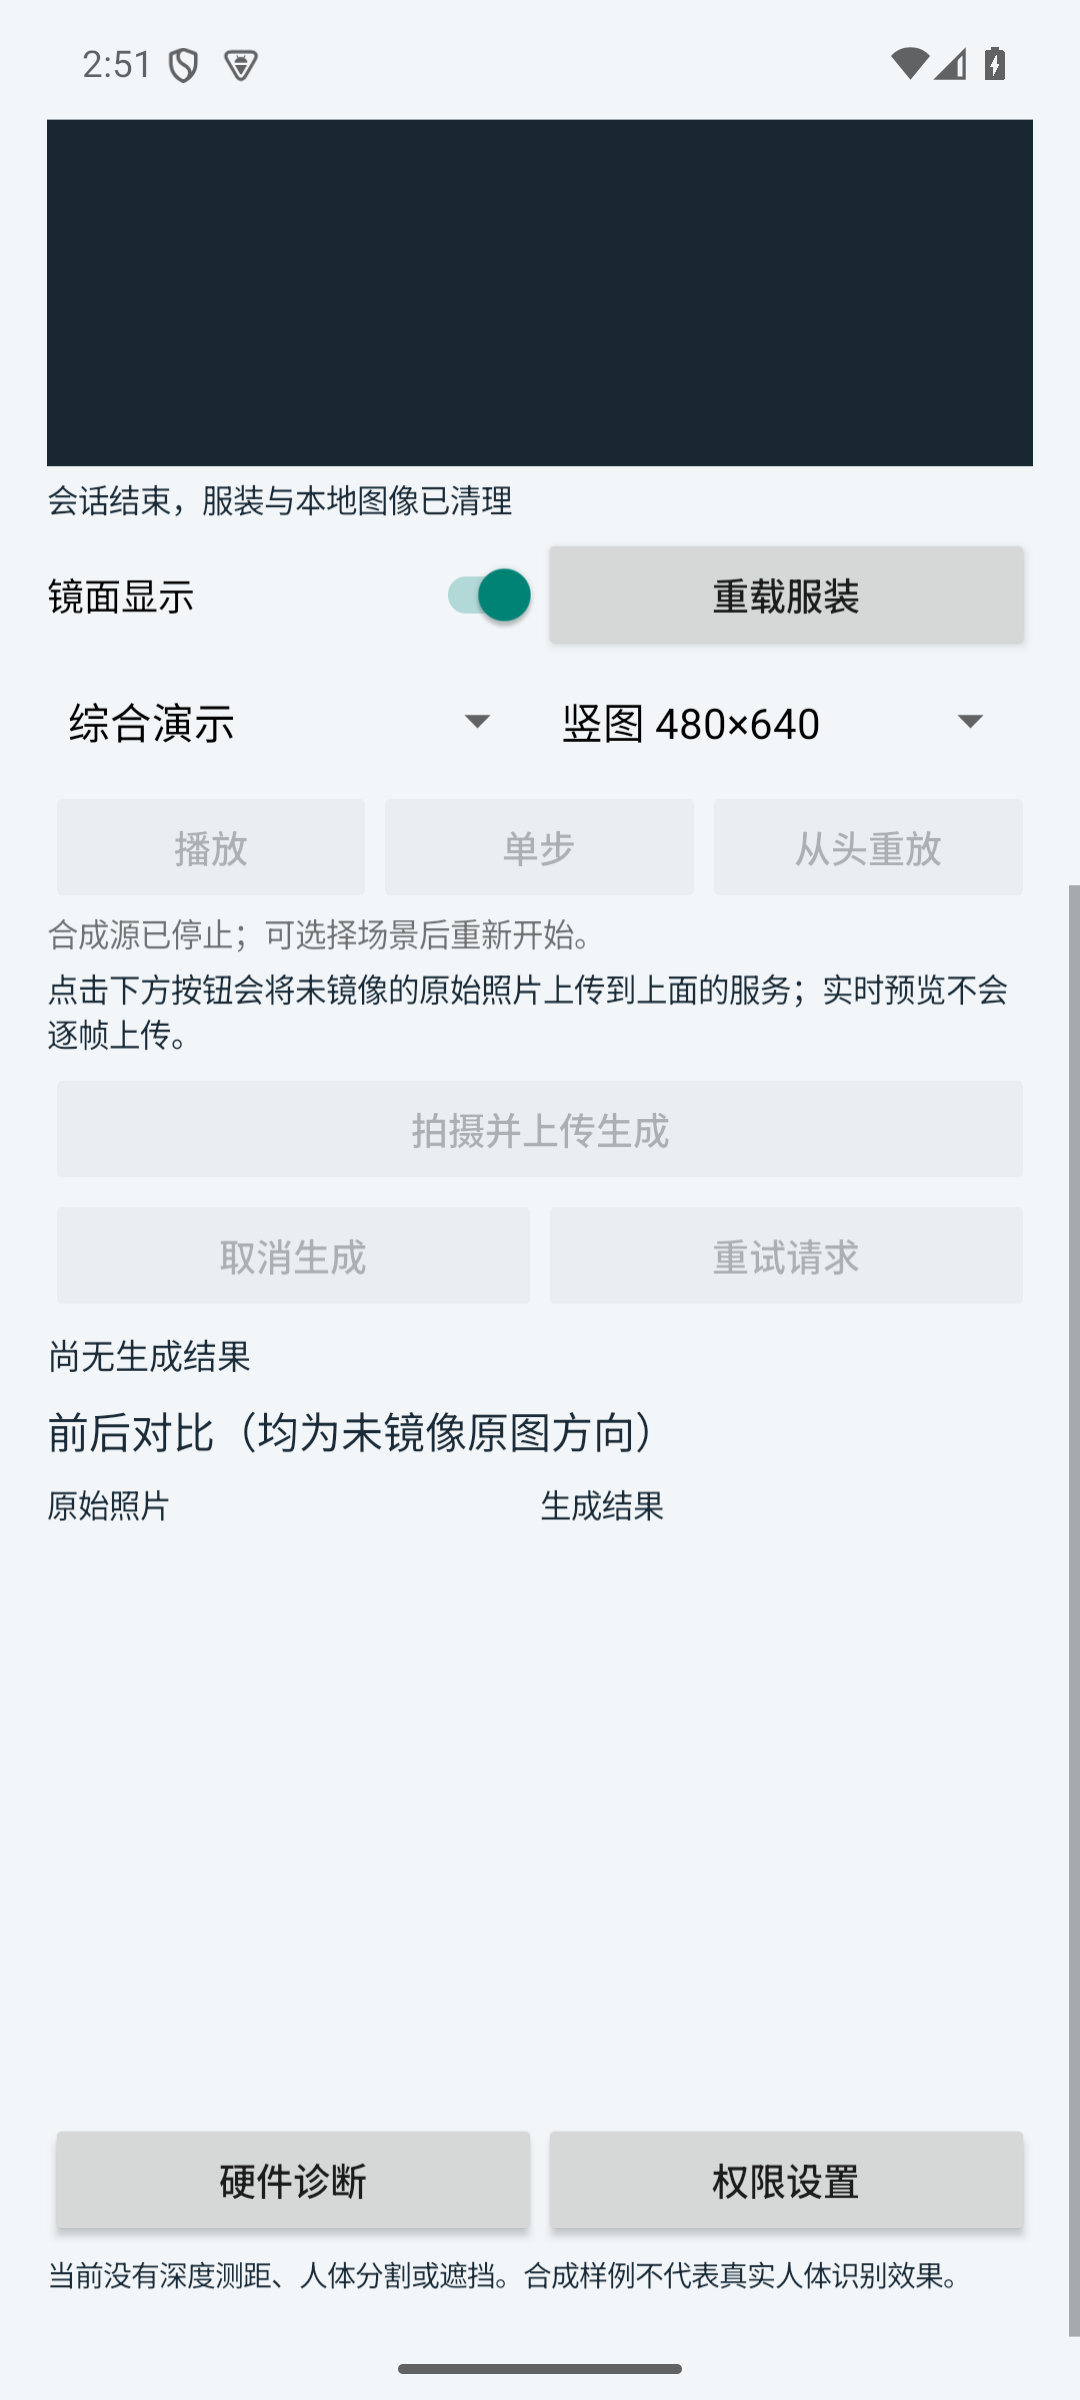 2:51
会话结束，服装与本地图像已清理
镜面显示
重载服装
综合演示
竖图 480×640
播放
单步
从头重放
合成源已停止；可选择场景后重新开始。
点击下方按钮会将未镜像的原始照片上传到上面的服务；实时预览不会
逐帧上传。
拍摄并上传生成
取消生成
重试请求
尚无生成结果
前后对比（均为未镜像原图方向）
原始照片
生成结果
硬件诊断
权限设置
当前没有深度测距、人体分割或遮挡。合成样例不代表真实人体识别效果。